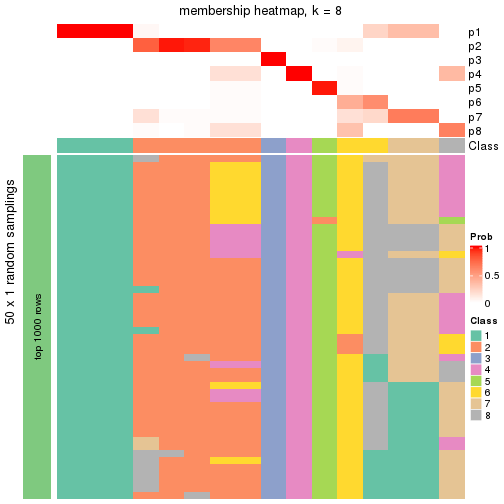 membership heatmap, k = 8
p1
p2
p3
p4
p5
p6
p7
p8
Class
50 x 1 random samplings
top 1000 rows
Prob
1
0.5
0
Class
1
2
3
4
5
6
7
8